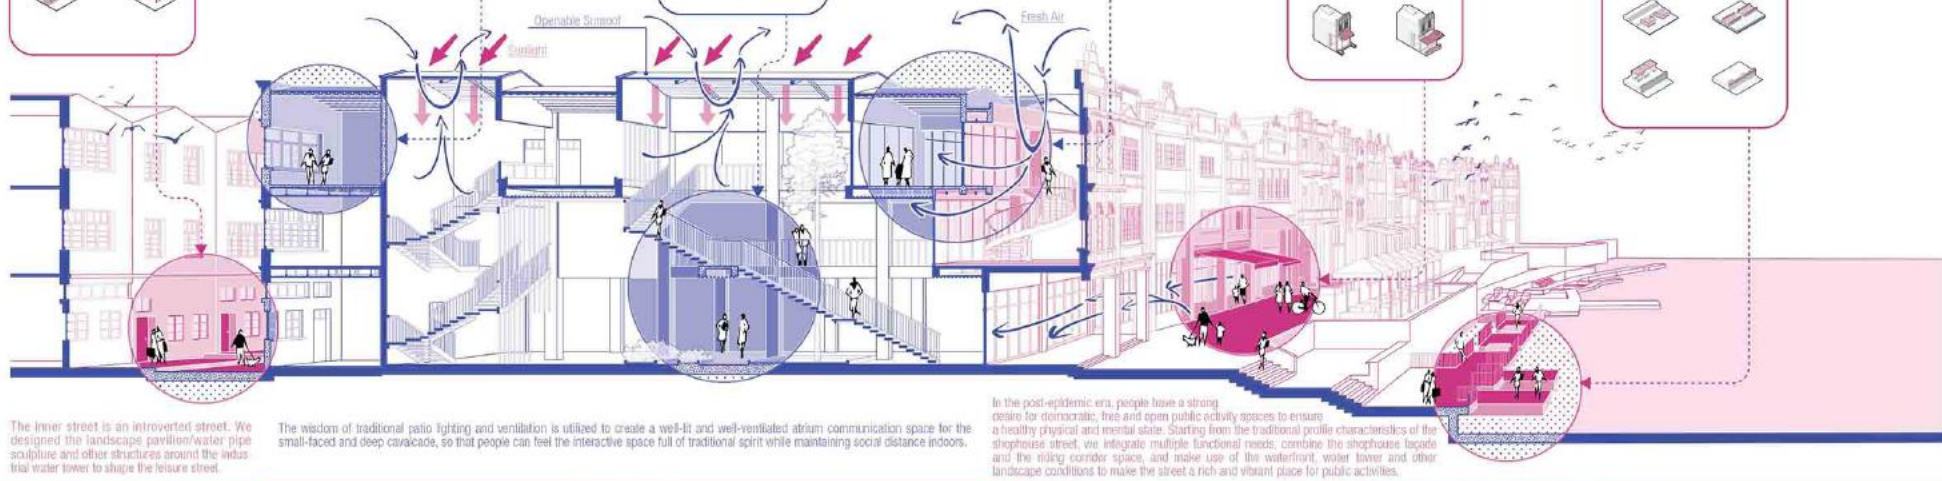 Openable Sunroof
Fresh Air
Sunlight
The inner street is an introverted street. We
designed the landscape pavilion/water pipe
sculpture and other structures around the indus-
trial water tower to shape the leisure street.
The wisdom of traditional patio lighting and ventilation is utilized to create a well-lit and well-ventilated atrium communication space for the
small-faced and deep cavalcade, so that people can feel the interactive space full of traditional spirit while maintaining social distance indoors.
In the post-epidemic era, people have a strong
desire for democratic, free and open public activity spaces to ensure
a healthy physical and mental state. Starting from the traditional profile characteristics of the
shophouse street, we integrate multiple functional needs, combine the shophouse façade
and the riding corridor space, and make use of the waterfront, water tower and other
landscape conditions to make the street a rich and vibrant place for public activities.